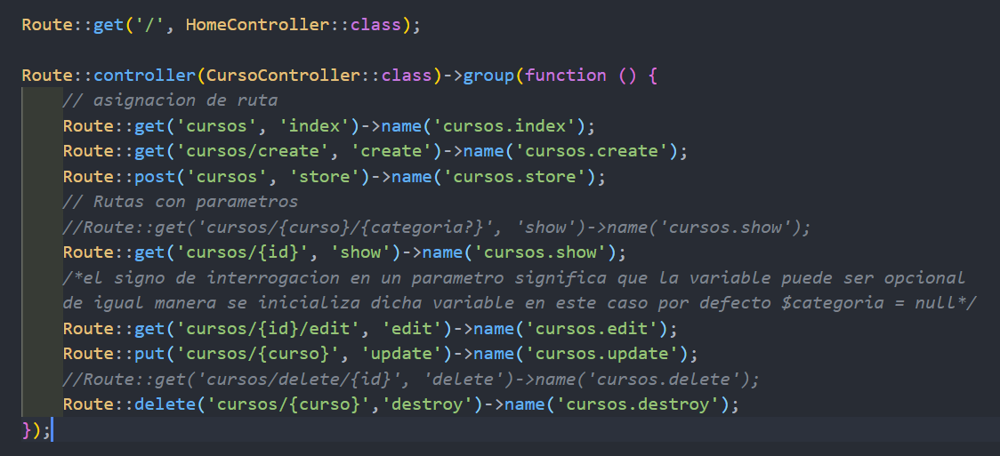 Route::get('/', HomeController::class);
Route::controller(CursoController::class)->group(function () {
// asignacion de ruta
Route::get('cursos', 'index')->name('cursos.index');
Route::get('cursos/create', 'create')->name('cursos.create');
Route::post('cursos', 'store')->name('cursos.store');
// Rutas con parametros
//Route::get('cursos/{curso}/{categoria?}', 'show')->name('cursos.show');
Route::get('cursos/{id}', 'show')->name('cursos.show');
/*el signo de interrogacion en un parametro significa que la variable puede ser opcional
de igual manera se inicializa dicha variable en este caso por defecto $categoria = null*/
Route::get('cursos/{id}/edit', 'edit')->name('cursos.edit');
Route::put('cursos/{curso}', 'update')->name('cursos.update');
//Route::get('cursos/delete/{id}', 'delete')->name('cursos.delete');
Route::delete('cursos/{curso}','destroy')->name('cursos.destroy');
});